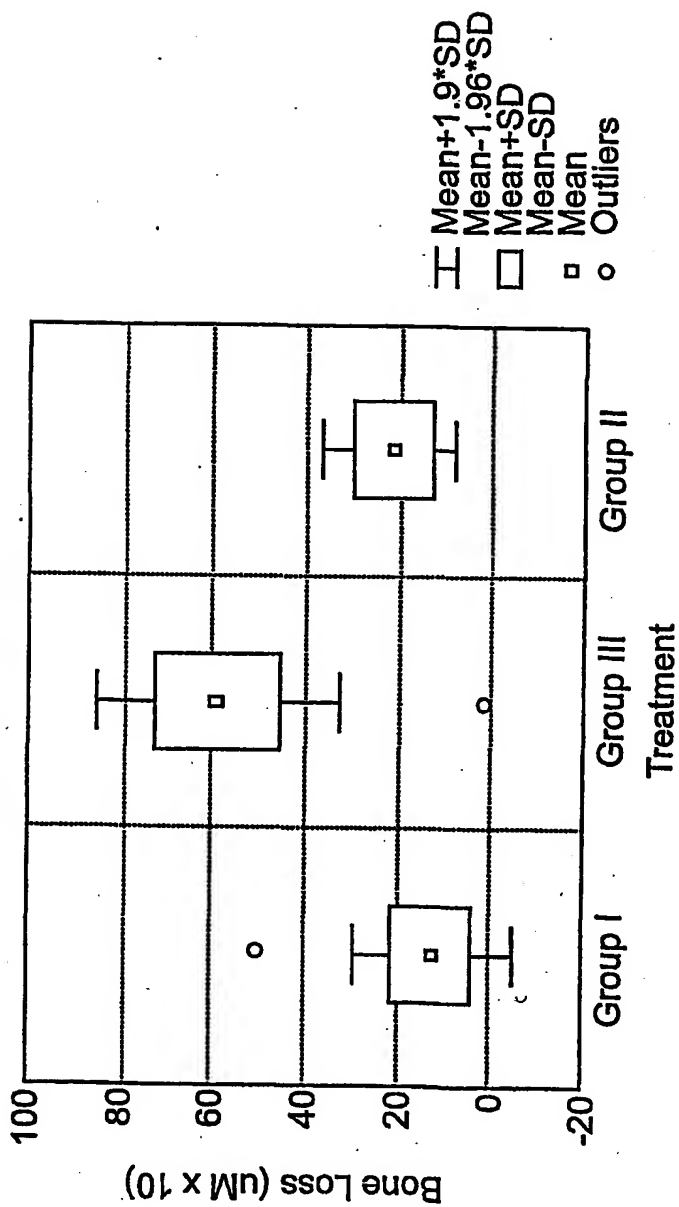 Bone Loss (uM x 10)
100
80
60
40
20
0
-20
Group I
Group III
Group II
Treatment
Mean+1.9*SD
Mean-1.96*SD
Mean+SD
Mean-SD
Mean
Outliers